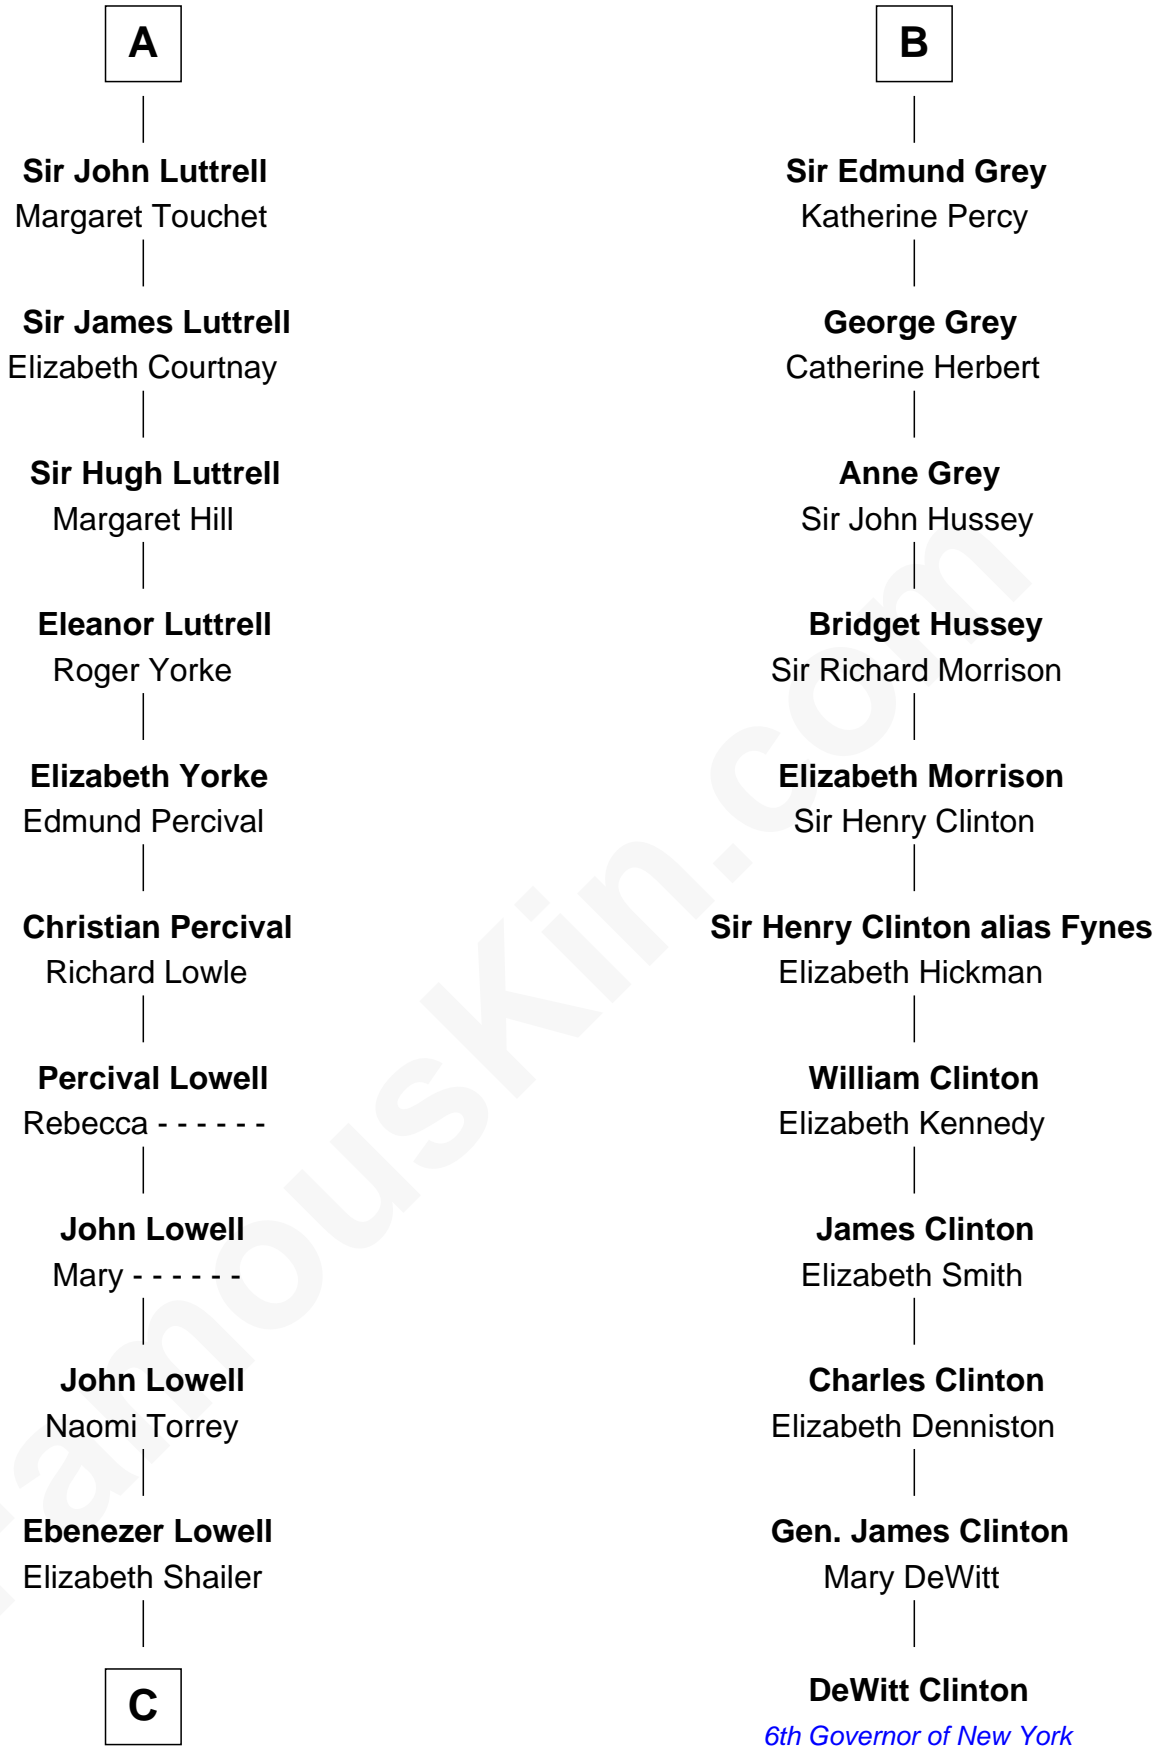 A
Sir John Luttrell
Margaret Touchet
Sir James Luttrell
Elizabeth Courtnay
Sir Hugh Luttrell
Margaret Hill
Eleanor Luttrell
Roger Yorke
Elizabeth Yorke
Edmund Percival
Christian Percival
Richard Lowle
Percival Lowell
Rebecca - - - - - -
John Lowell
Mary - - - - - -
John Lowell
Naomi Torrey
Ebenezer Lowell
Elizabeth Shailer
C
B
Sir Edmund Grey
Katherine Percy
George Grey
Catherine Herbert
Anne Grey
Sir John Hussey
Bridget Hussey
Sir Richard Morrison
Elizabeth Morrison
Sir Henry Clinton
Sir Henry Clinton alias Fynes
Elizabeth Hickman
William Clinton
Elizabeth Kennedy
James Clinton
Elizabeth Smith
Charles Clinton
Elizabeth Denniston
Gen. James Clinton
Mary DeWitt
DeWitt Clinton
6th Governor of New York
FamousKin.com